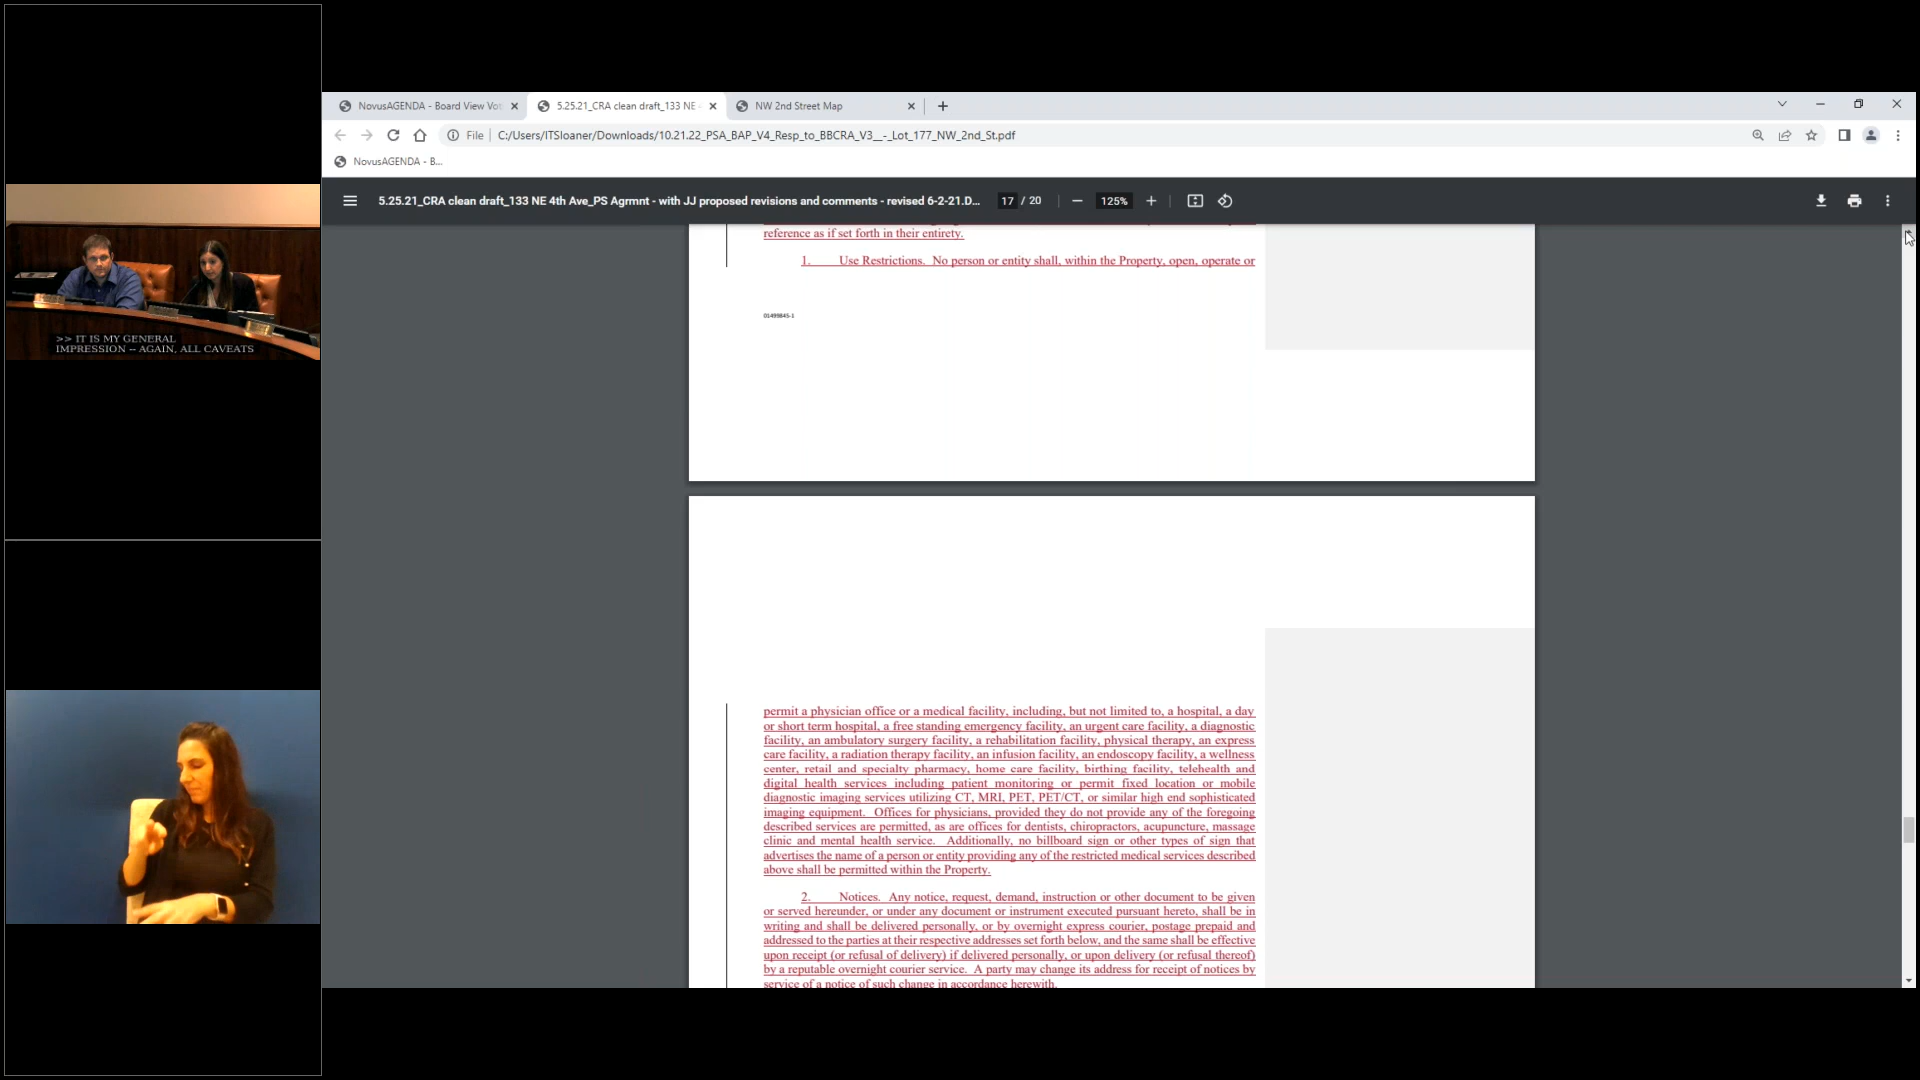 NovusAGENDA - Board View Vot
5.25.21_CRA clean draft_133 NE
NW 2nd Street Map
File
C:/Users/ITSloaner/Downloads/10.21.22_PSA_BAP_V4_Resp_to_BBCRA_V3__-_Lot_177_NW_2nd_St.pdf
NovusAGENDA - B...
5.25.21_CRA clean draft_133 NE 4th Ave_PS Agrmnt - with JJ proposed revisions and comments - revised 6-2-21.D...
17 / 20
125%
reference as if set forth in their entirety.
1. Use Restrictions. No person or entity shall, within the Property, open, operate or
01499845-1
permit a physician office or a medical facility, including, but not limited to, a hospital, a day
or short term hospital, a free standing emergency facility, an urgent care facility, a diagnostic
facility, an ambulatory surgery facility, a rehabilitation facility, physical therapy, an express
care facility, a radiation therapy facility, an infusion facility, an endoscopy facility, a wellness
center, retail and specialty pharmacy, home care facility, birthing facility, telehealth and
digital health services including patient monitoring or permit fixed location or mobile
diagnostic imaging services utilizing CT, MRI, PET, PET/CT, or similar high end sophisticated
imaging equipment. Offices for physicians, provided they do not provide any of the foregoing
described services are permitted, as are offices for dentists, chiropractors, acupuncture, massage
clinic and mental health service. Additionally, no billboard sign or other types of sign that
advertises the name of a person or entity providing any of the restricted medical services described
above shall be permitted within the Property.
2. Notices. Any notice, request, demand, instruction or other document to be given
or served hereunder, or under any document or instrument executed pursuant hereto, shall be in
writing and shall be delivered personally, or by overnight express courier, postage prepaid and
addressed to the parties at their respective addresses set forth below, and the same shall be effective
upon receipt (or refusal of delivery) if delivered personally, or upon delivery (or refusal thereof)
by a reputable overnight courier service. A party may change its address for receipt of notices by
service of a notice of such change in accordance herewith.
>> IT IS MY GENERAL
IMPRESSION -- AGAIN, ALL CAVEATS